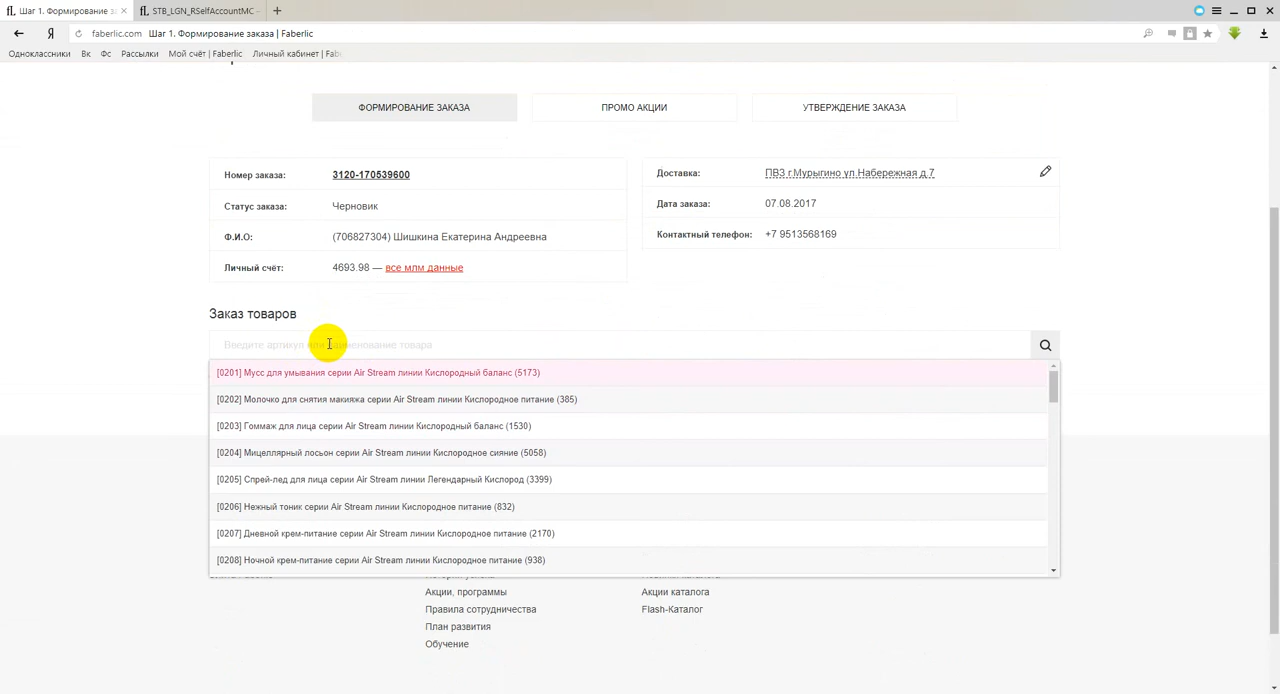 Шаг 1. Формирование за
STB_LGN_RSelfAccountMC
faberlic.com Шаг 1. Формирование заказа | Faberlic
Одноклассники Вк Фс Рассылки Мой счёт | Faberlic Личный кабинет | Fab
ФОРМИРОВАНИЕ ЗАКАЗА
ПРОМО АКЦИИ
УТВЕРЖДЕНИЕ ЗАКАЗА
Номер заказа: 3120-170539600
Статус заказа: Черновик
Ф.И.О: (706827304) Шишкина Екатерина Андреевна
Личный счёт: 4693.98 — все млм данные
Доставка: ПВЗ г.Мурыгино ул.Набережная д.7
Дата заказа: 07.08.2017
Контактный телефон: +7 9513568169
Заказ товаров
Введите артикул или наименование товара
[0201] Мусс для умывания серии Air Stream линии Кислородный баланс (5173)
[0202] Молочко для снятия макияжа серии Air Stream линии Кислородное питание (385)
[0203] Гоммаж для лица серии Air Stream линии Кислородный баланс (1530)
[0204] Мицеллярный лосьон серии Air Stream линии Кислородное сияние (5058)
[0205] Спрей-лед для лица серии Air Stream линии Легендарный Кислород (3399)
[0206] Нежный тоник серии Air Stream линии Кислородное питание (832)
[0207] Дневной крем-питание серии Air Stream линии Кислородное питание (2170)
[0208] Ночной крем-питание серии Air Stream линии Кислородное питание (938)
Акции, программы
Правила сотрудничества
План развития
Обучение
Акции каталога
Flash-Каталог